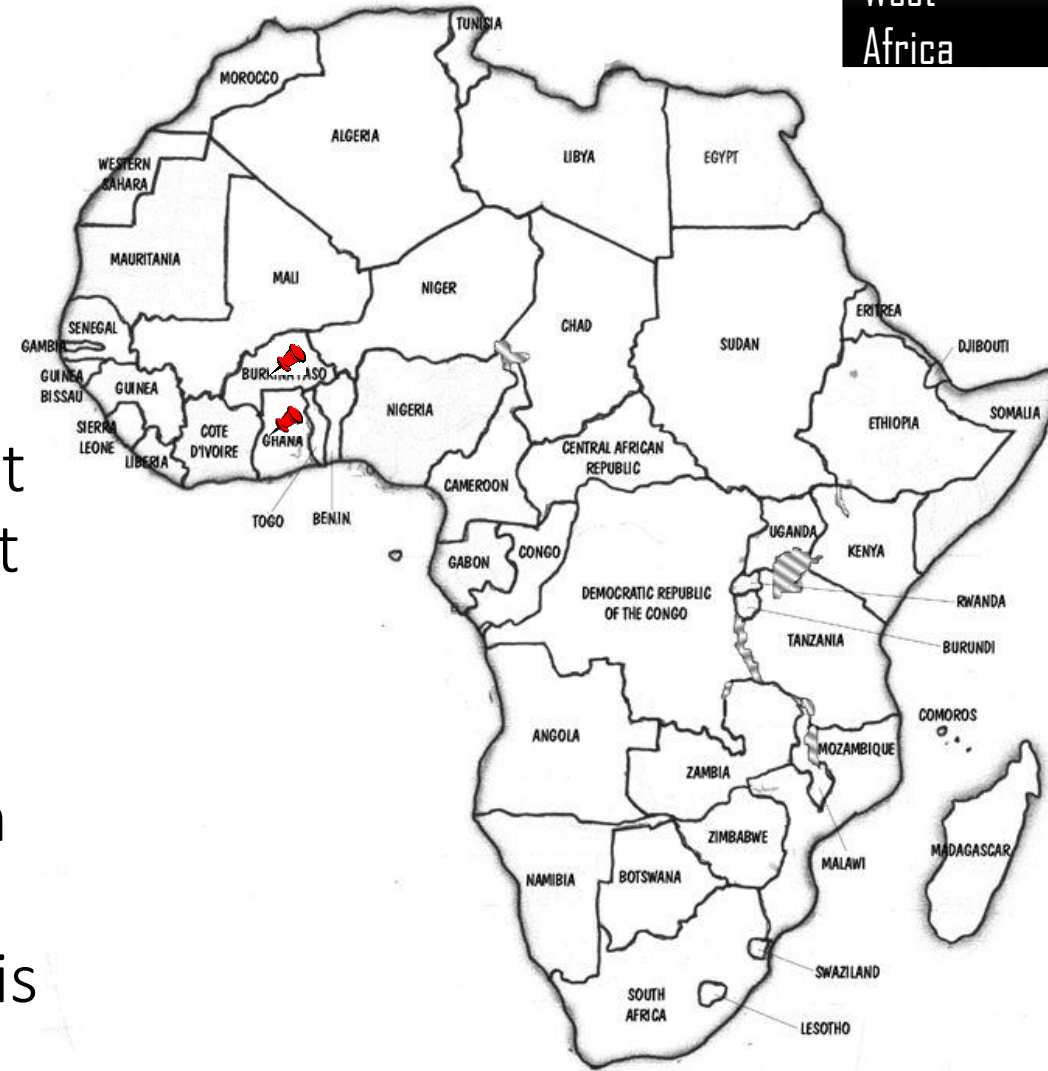 Africa
TUNISIA
MOROCCO
ALGERIA
LIBYA
EGYPT
WESTERN
SAHARA
MAURITANIA
MALI
NIGER
CHAD
SUDAN
ERITREA
DJIBOUTI
SENEGAL
GAMBIA
GUINEA
BISSAU
GUINEA
BURKINA FASO
NIGERIA
ETHIOPIA
SOMALIA
SIERRA
LEONE
LIBERIA
COTE
D'IVOIRE
GHANA
TOGO
BENIN
CENTRAL AFRICAN
REPUBLIC
CAMEROON
t
t
GABON
CONGO
UGANDA
KENYA
DEMOCRATIC REPUBLIC
OF THE CONGO
RWANDA
BURUNDI
TANZANIA
COMOROS
ANGOLA
ZAMBIA
MOZAMBIQUE
ZIMBABWE
MALAWI
MADAGASCAR
NAMIBIA
BOTSWANA
is
SWAZILAND
SOUTH
AFRICA
LESOTHO